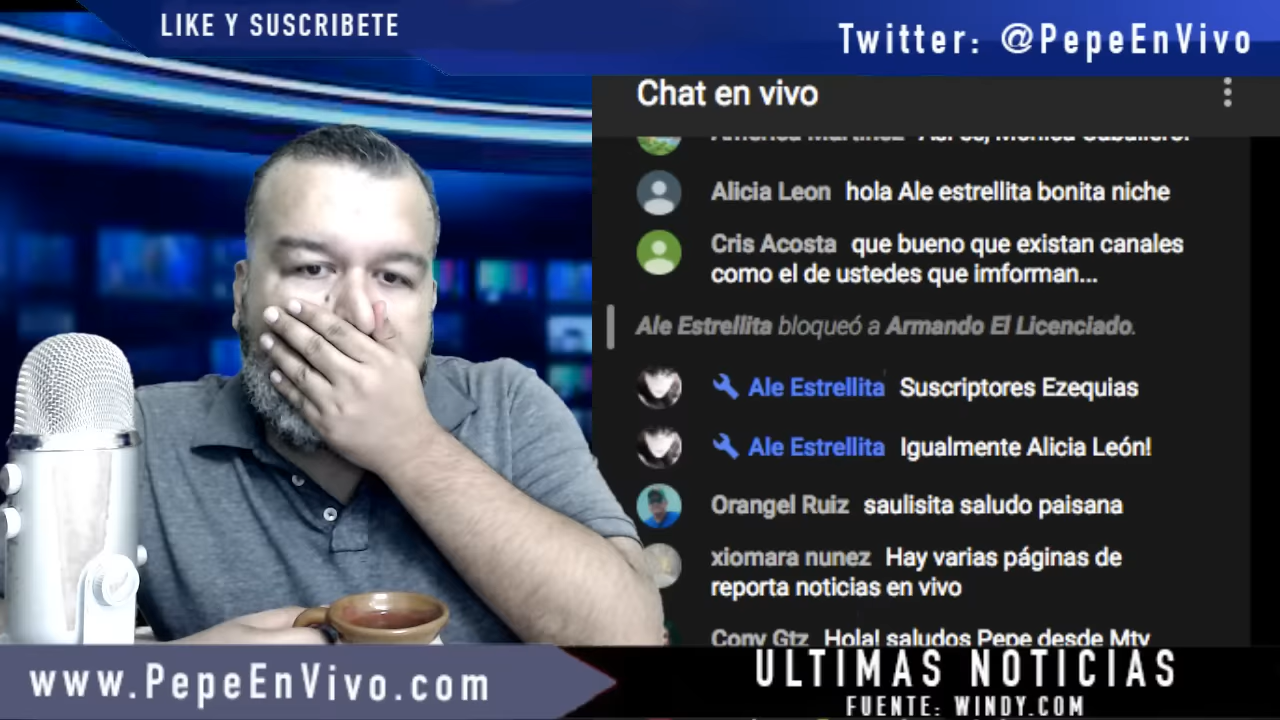 LIKE Y SUSCRIBETE
Twitter: @PepeEnVivo
Chat en vivo
Alicia Leon hola Ale estrellita bonita niche
Cris Acosta que bueno que existan canales
como el de ustedes que imforman...
Ale Estrellita bloqueó a Armando El Licenciado.
Ale Estrellita Suscriptores Ezequias
Ale Estrellita Igualmente Alicia León!
Orangel Ruiz saulisita saludo paisana
xiomara nunez Hay varias páginas de
reporta noticias en vivo
Cony Gtz Hola! saludos Pepe desde Mty
www.PepeEnVivo.com
ULTIMAS NOTICIAS
FUENTE: WINDY.COM